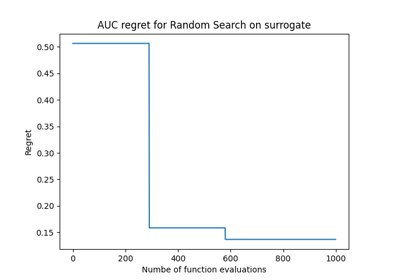 AUC regret for Random Search on surrogate
0.50
0.45
0.40
0.35
0.30
0.25
0.20
0.15
Regret
0 200 400 600 800 1000
Numbe of function evaluations